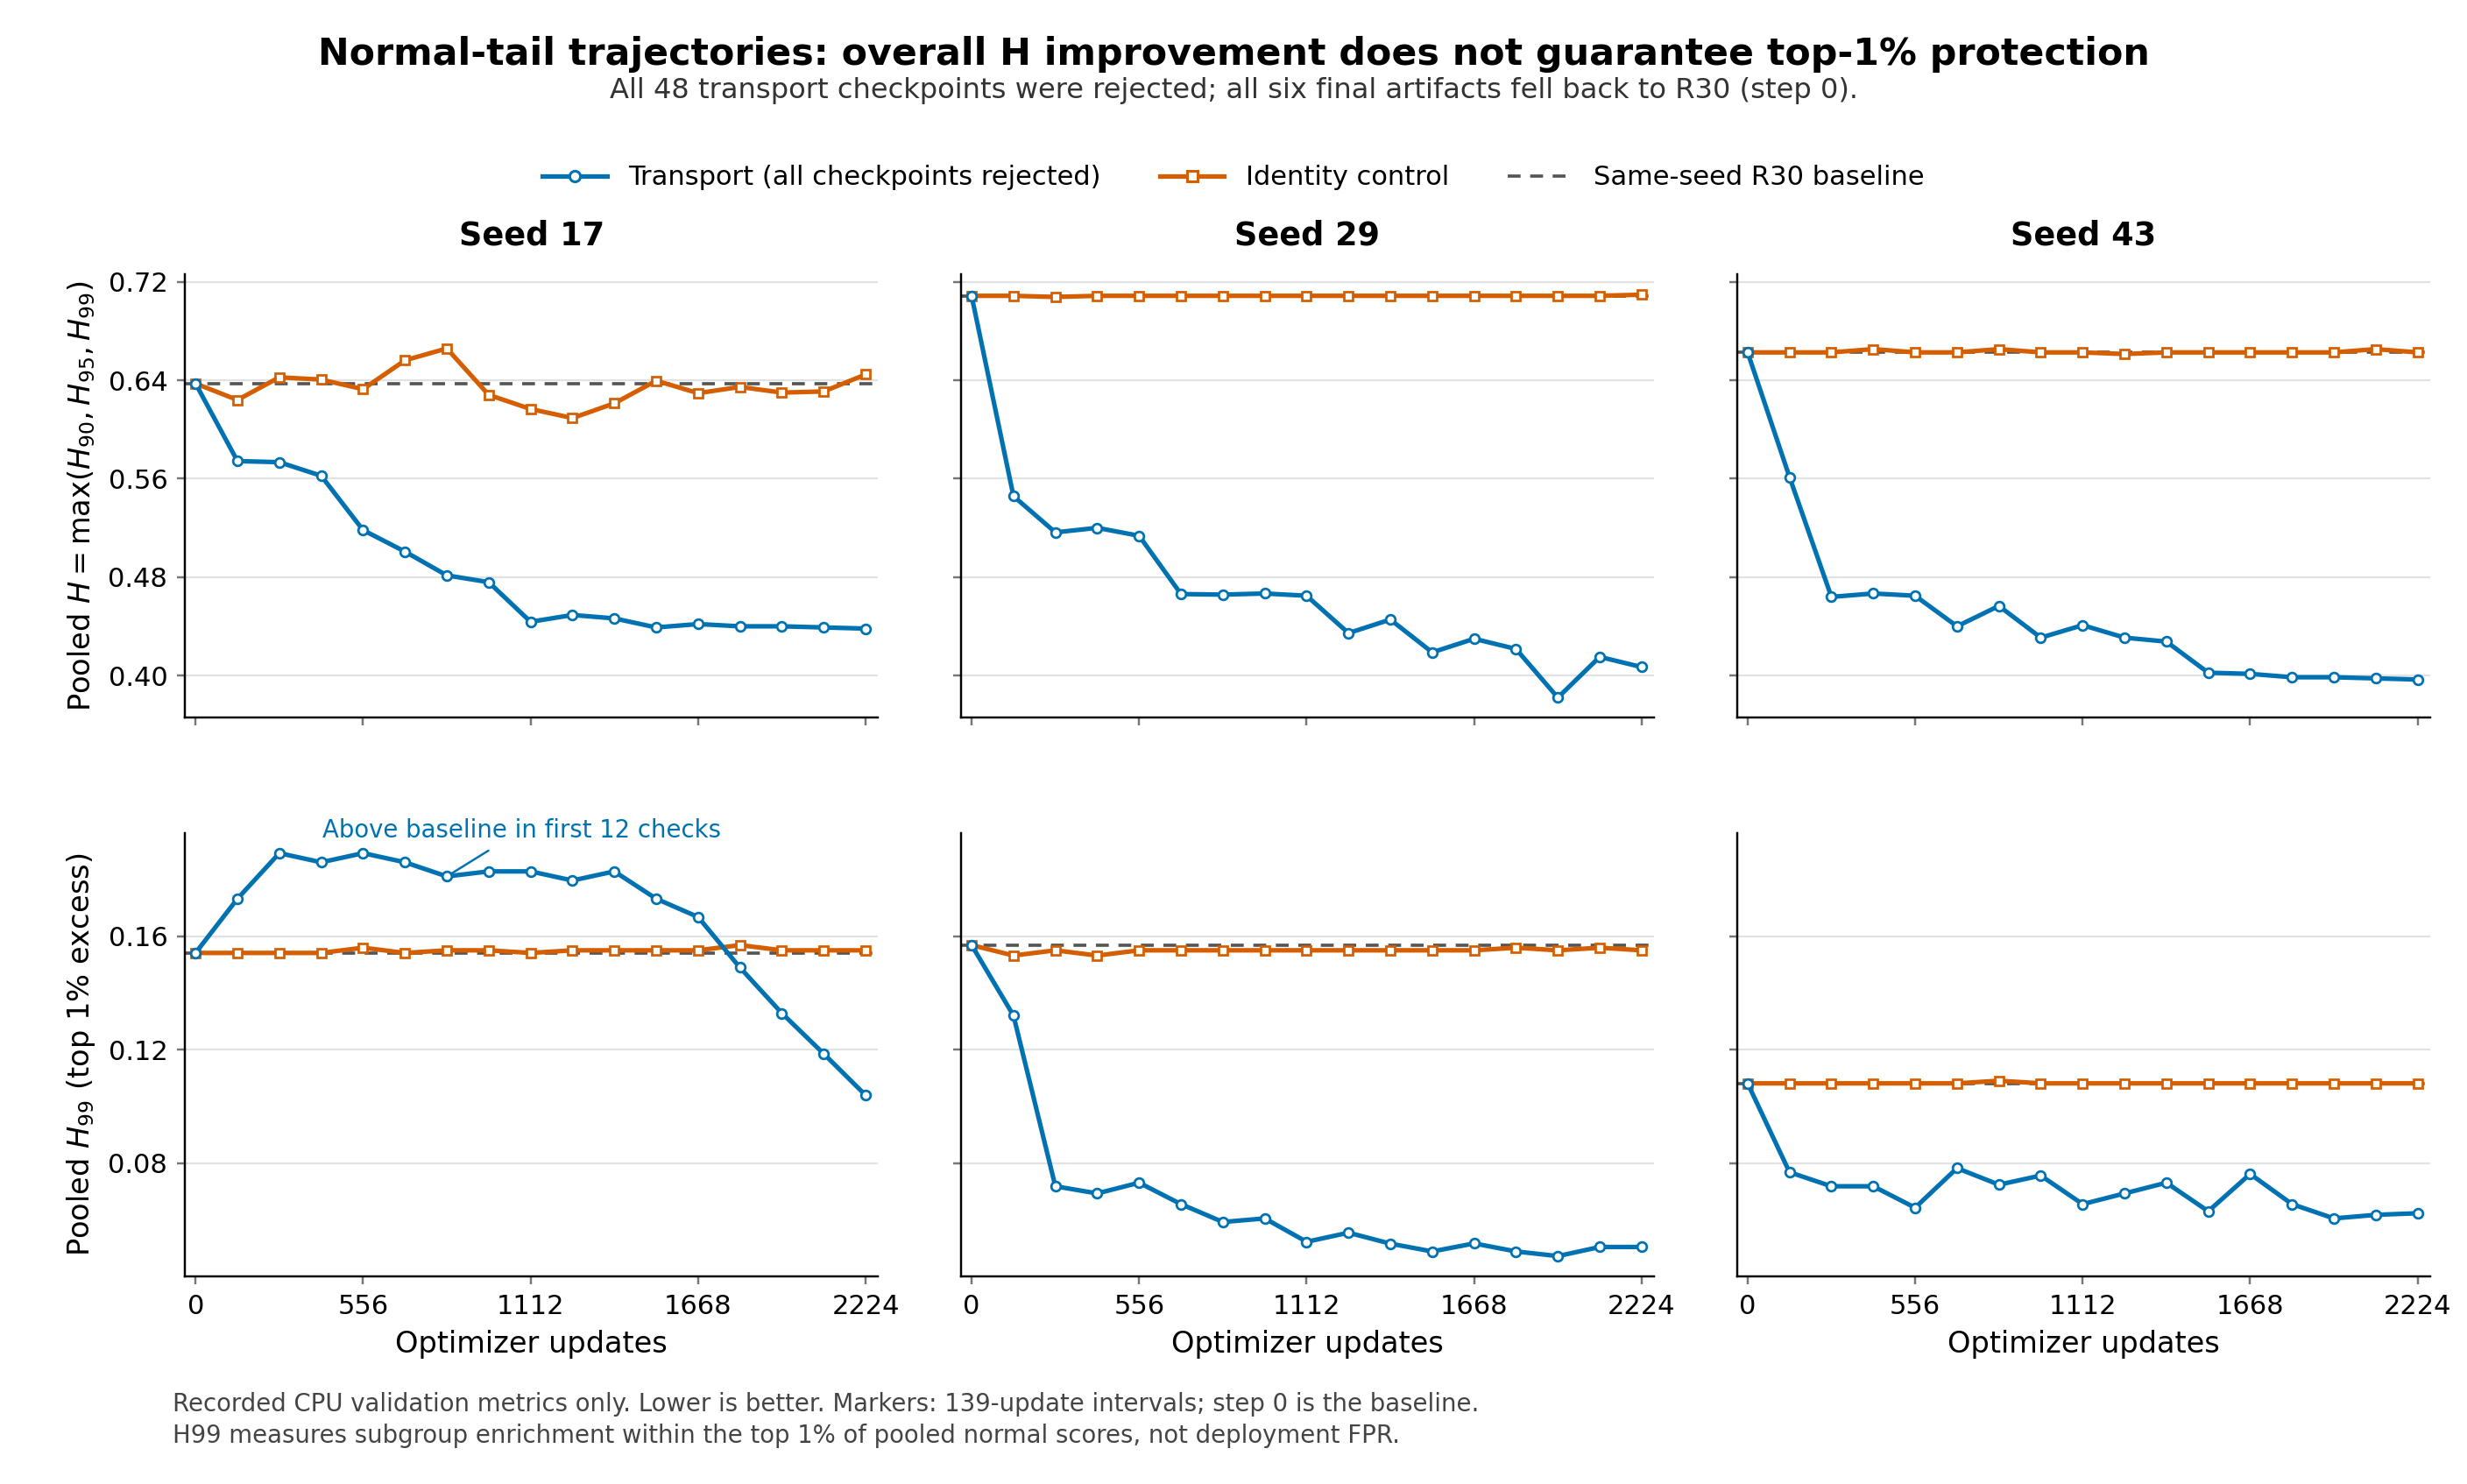 Normal-tail trajectories: overall H improvement does not guarantee top-1% protection
All 48 transport checkpoints were rejected; all six final artifacts fell back to R30 (step 0).
Transport (all checkpoints rejected)
Identity control
Same-seed R30 baseline
Seed 17
Seed 29
Seed 43
Pooled H = max(H90, H95, H99)
0.72
0.64
0.56
0.48
0.40
Above baseline in first 12 checks
Pooled H99 (top 1% excess)
0.16
0.12
0.08
0 556 1112 1668 2224
0 556 1112 1668 2224
0 556 1112 1668 2224
Optimizer updates
Optimizer updates
Optimizer updates
Recorded CPU validation metrics only. Lower is better. Markers: 139-update intervals; step 0 is the baseline.
H99 measures subgroup enrichment within the top 1% of pooled normal scores, not deployment FPR.